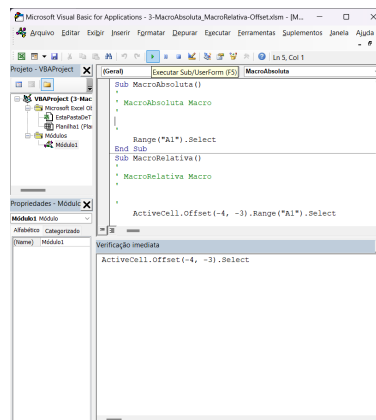 Microsoft Visual Basic for Applications - 3-MacroAbsoluta_MacroRelativa-Offset.xlsm - [M...
Arquivo Editar Exibir Inserir Formatar Depurar Executar Ferramentas Suplementos Janela Ajuda
Ln 5, Col 1
Projeto - VBAProject
(Geral)
Executar Sub/UserForm (F5)
MacroAbsoluta
VBAProject (3-Mac
Microsoft Excel Ob
EstaPastaDeT
Planilha1 (Pla
Módulos
Módulo1
Sub MacroAbsoluta()
'
' MacroAbsoluta Macro
'
'
Range("A1").Select
End Sub
Sub MacroRelativa()
'
' MacroRelativa Macro
'
'
ActiveCell.Offset(-4, -3).Range("A1").Select
Propriedades - Módulo
Módulo1 Módulo
Alfabético Categorizado
(Name) Módulo1
Verificação imediata
ActiveCell.Offset(-4, -3).Select